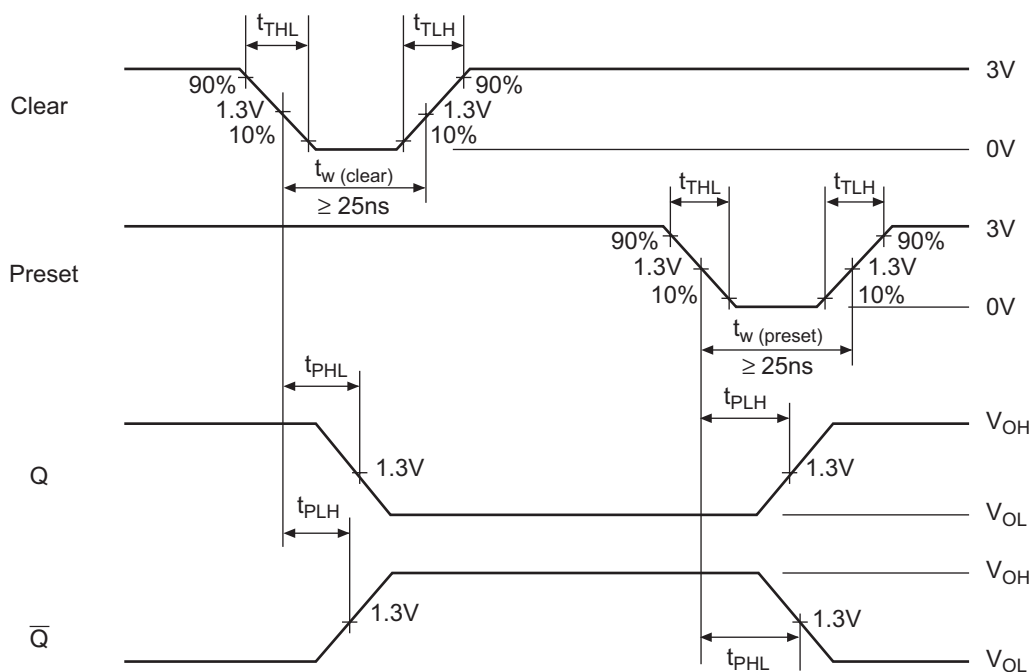 tTHL tTLH
3V
90% 90%
Clear
1.3V 1.3V
10% 10%
0V
tw (clear)
≥ 25ns
tTHL tTLH
3V
90% 90%
Preset
1.3V 1.3V
10% 10%
0V
tw (preset)
≥ 25ns
tPHL
tPLH
VOH
Q
1.3V 1.3V
tPLH
VOL
VOH
1.3V 1.3V
Q̅
tPHL
VOL